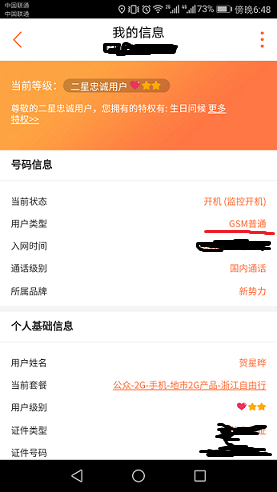 中国联通
中国联通
73% 傍晚6:48
我的信息
当前等级： 二星忠诚用户
尊敬的二星忠诚用户，您拥有的特权有: 生日问候 更多
特权>>
号码信息
当前状态 开机 (监控开机)
用户类型 GSM普通
入网时间
通话级别 国内通话
所属品牌 新势力
个人基础信息
用户姓名 贺星晔
当前套餐 公众-2G-手机-地市2G产品-浙江自由行
用户级别
证件类型
证件号码